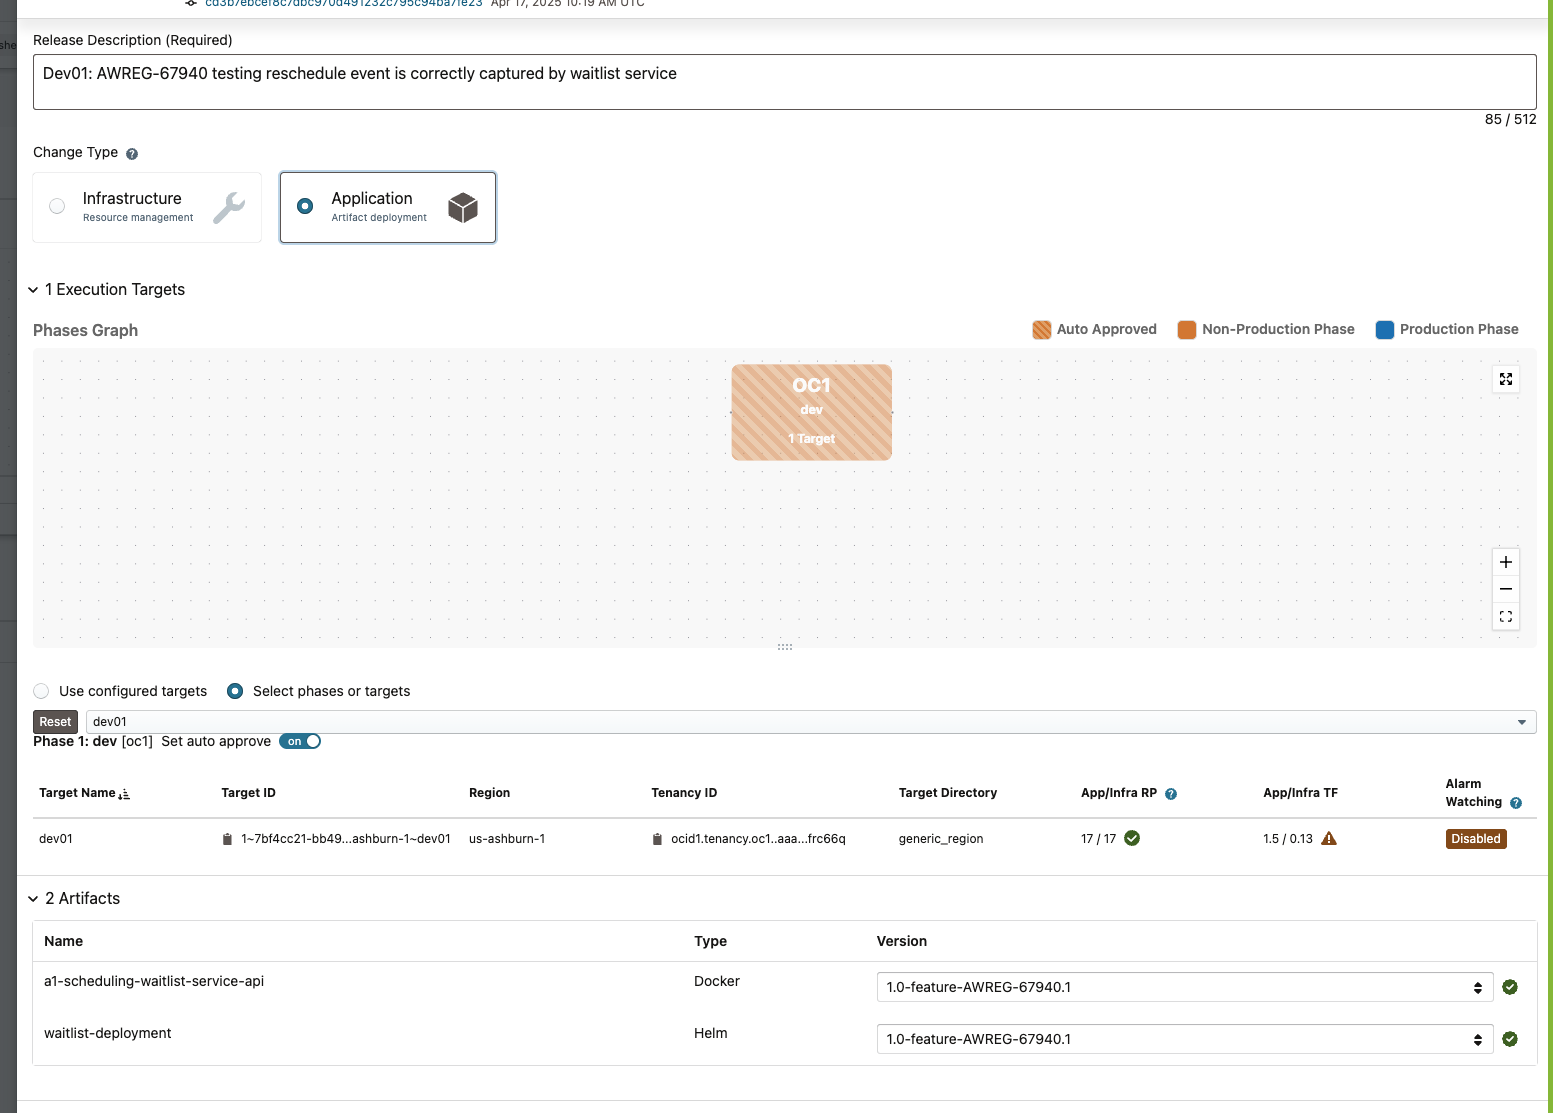 cd3b7ebcef8c7dbc970d491232c795c94ba7fe23 Apr 17, 2025 10:19 AM UTC
Release Description (Required)
Dev01: AWREG-67940 testing reschedule event is correctly captured by waitlist service
85 / 512
Change Type
Infrastructure
Resource management
Application
Artifact deployment
1 Execution Targets
Phases Graph
Auto Approved
Non-Production Phase
Production Phase
OC1
dev
1 Target
Use configured targets
Select phases or targets
Reset
dev01
Phase 1: dev [oc1] Set auto approve on
Target Name Target ID Region Tenancy ID Target Directory App/Infra RP App/Infra TF Alarm Watching
dev01 1~7bf4cc21-bb49...ashburn-1~dev01 us-ashburn-1 ocid1.tenancy.oc1..aaa...frc66q generic_region 17 / 17 1.5 / 0.13 Disabled
2 Artifacts
Name Type Version
a1-scheduling-waitlist-service-api Docker 1.0-feature-AWREG-67940.1
waitlist-deployment Helm 1.0-feature-AWREG-67940.1